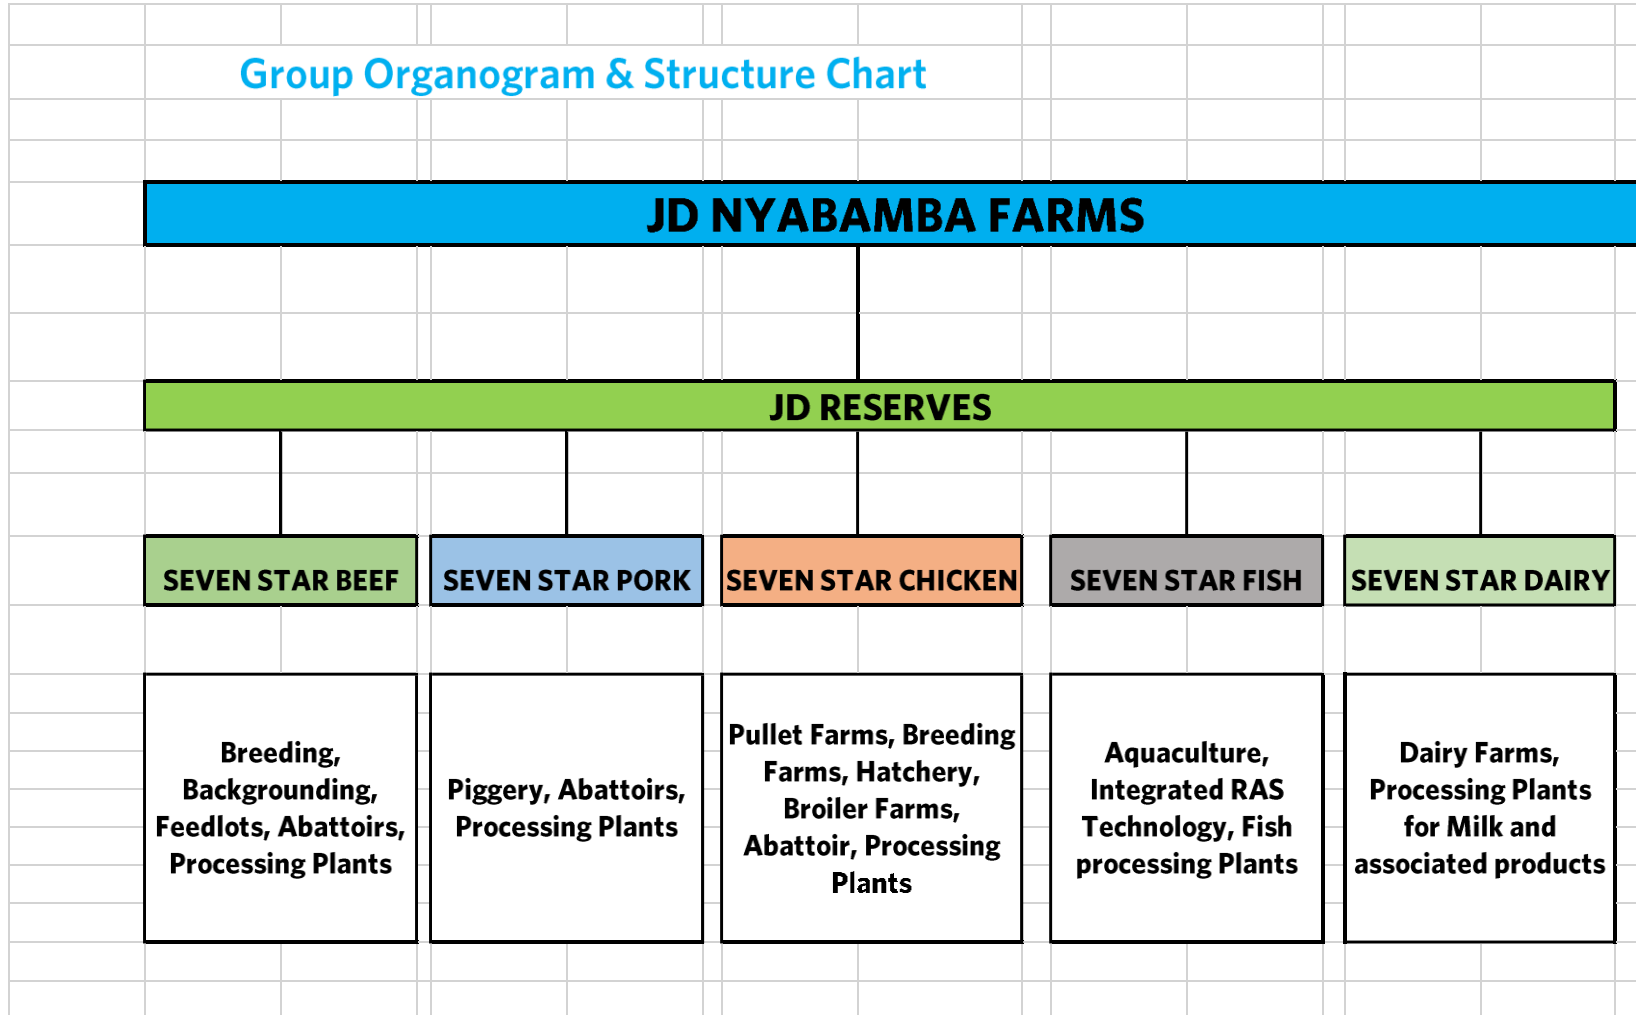 Group Organogram & Structure Chart
JD NYABAMBA FARMS
JD RESERVES
SEVEN STAR BEEF
SEVEN STAR PORK
SEVEN STAR CHICKEN
SEVEN STAR FISH
SEVEN STAR DAIRY
Breeding,
Backgrounding,
Feedlots, Abattoirs,
Processing Plants
Piggery, Abattoirs,
Processing Plants
Pullet Farms, Breeding
Farms, Hatchery,
Broiler Farms,
Abattoir, Processing
Plants
Aquaculture,
Integrated RAS
Technology, Fish
processing Plants
Dairy Farms,
Processing Plants
for Milk and
associated products